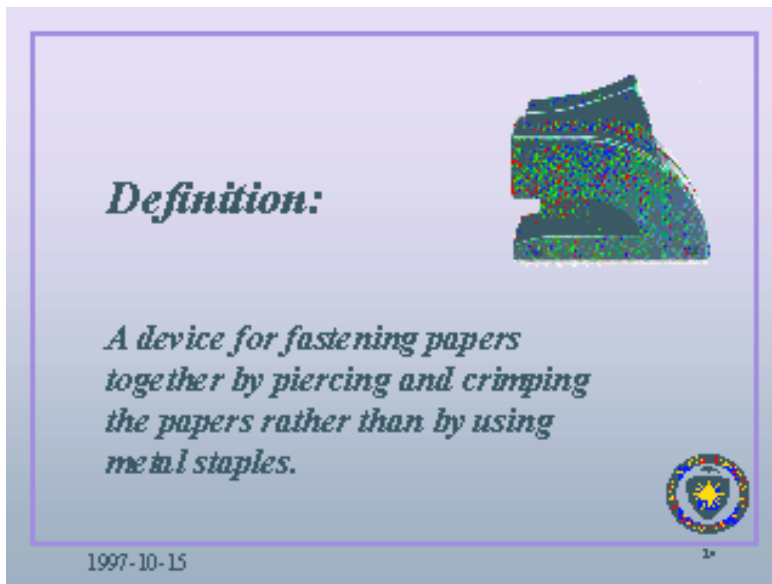 Definition:
A device for fastening papers
together by piercing and crimping
the papers rather than by using
metal staples.
1997-10-15